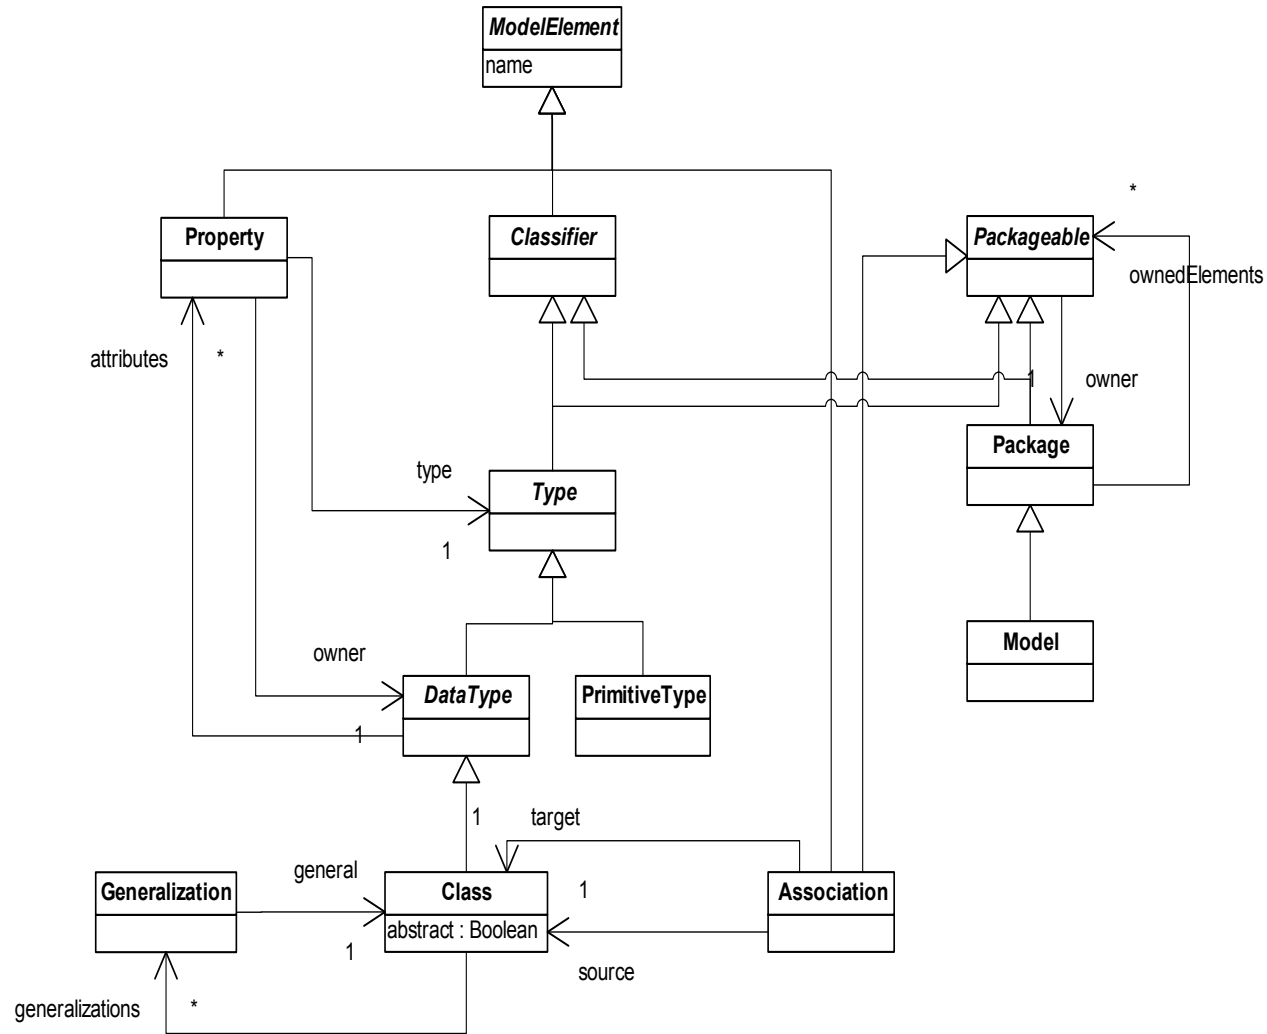 ModelElement
name
*
Property
Classifier
Packageable
ownedElements
attributes
*
1
owner
Package
type
Type
1
Model
owner
DataType
PrimitiveType
1
1
target
general
Generalization
Class
1
Association
abstract : Boolean
1
source
generalizations
*